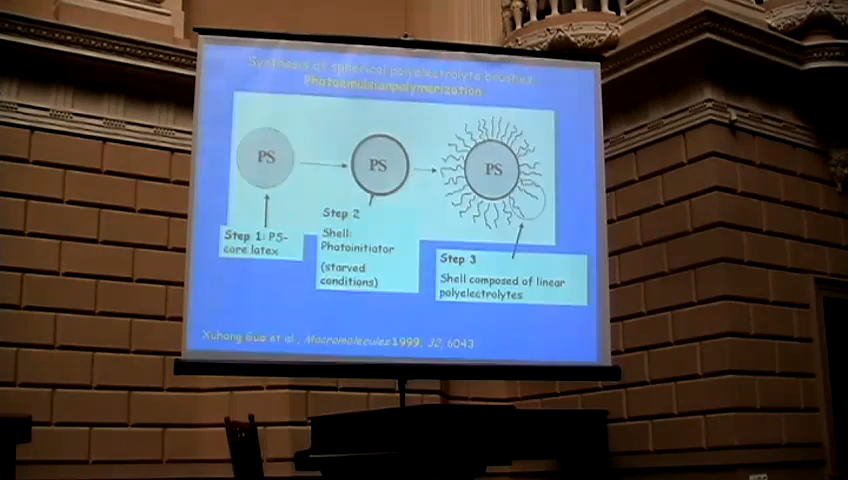 Synthesis of spherical polyelectrolyte brushes:
Photoemulsionpolymerization
PS
PS
PS
Step 1: PS-
core latex
Step 2
Shell:
Photoinitiator
(starved
conditions)
Step 3
Shell composed of linear
polyelectrolytes
Xuhong Guo et al., Macromolecules 1999, 32, 6043